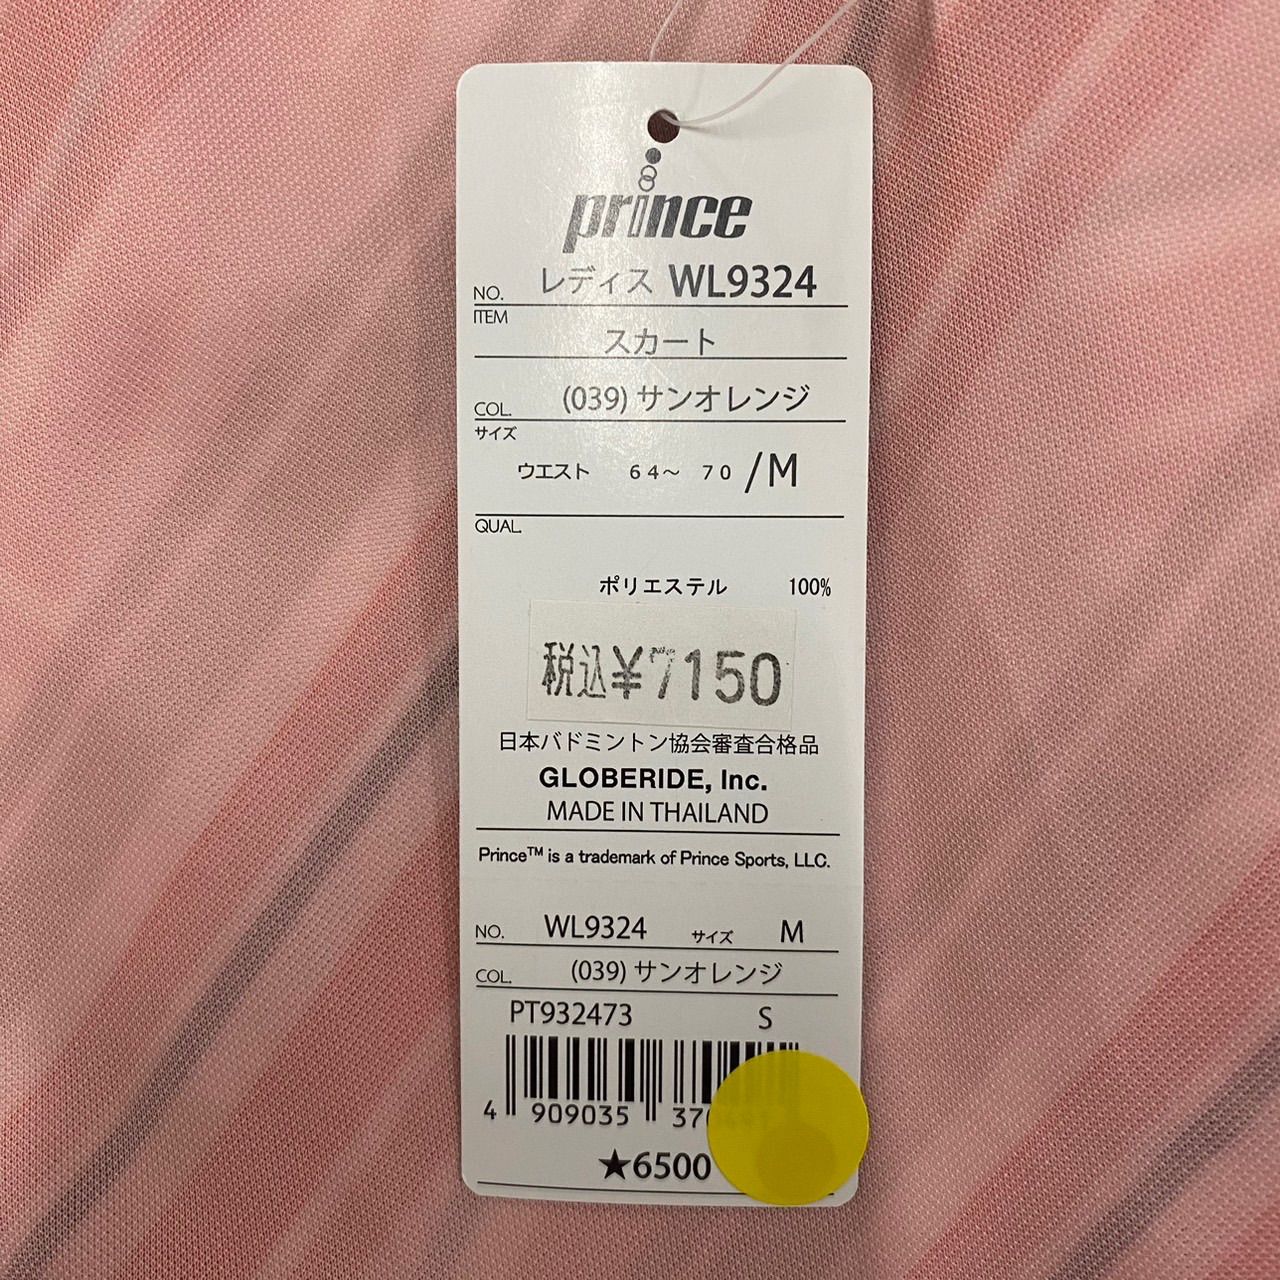 prince
NO. レディス WL9324
ITEM
スカート
COL. (039) サンオレンジ
サイズ
ウエスト 64〜 70 /M
QUAL.
ポリエステル 100%
税込¥7150
日本バドミントン協会審査合格品
GLOBERIDE, Inc.
MADE IN THAILAND
Prince™ is a trademark of Prince Sports, LLC.
NO. WL9324 サイズ M
COL. (039) サンオレンジ
PT932473 S
4 909035
★6500